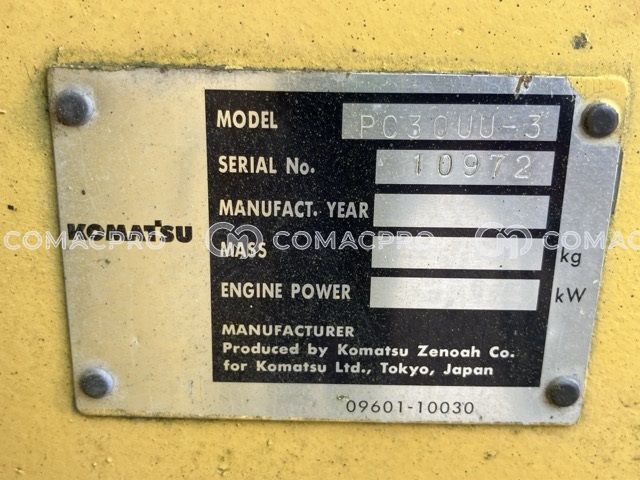 MODEL PC30UU-3
SERIAL No. 10972
MANUFACT. YEAR
KOMATSU
COMACPRO COMACPRO COMAC
MASS kg
ENGINE POWER kW
MANUFACTURER
Produced by Komatsu Zenoah Co.
for Komatsu Ltd., Tokyo, Japan
09601-10030